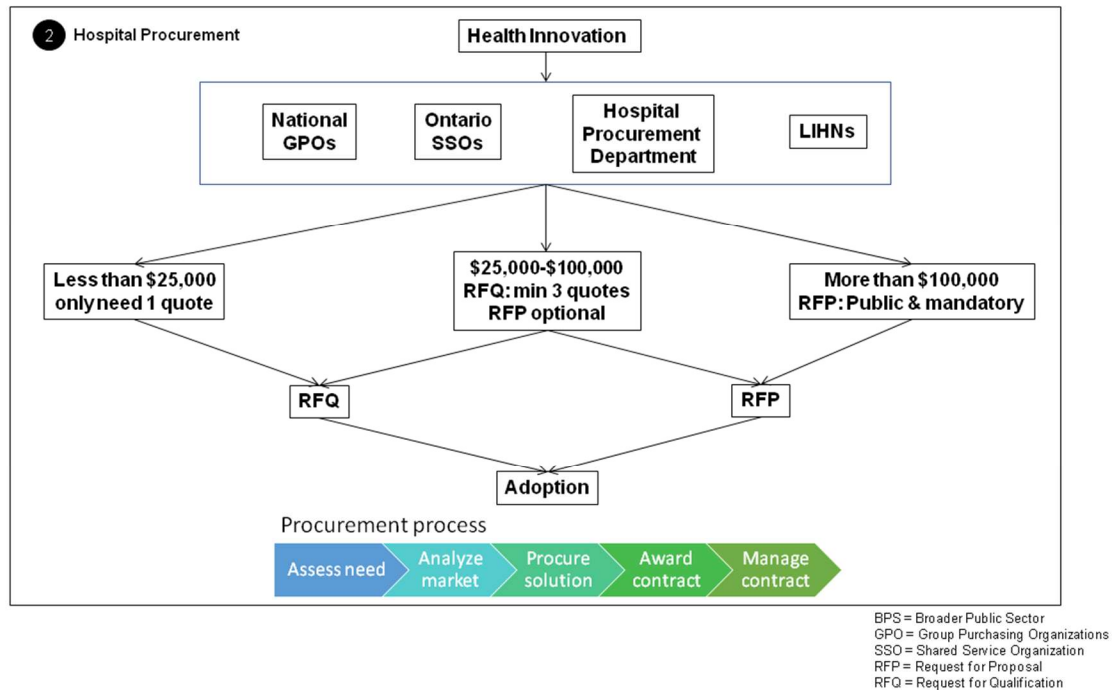 2 Hospital Procurement
Health Innovation
National
GPOs
Ontario
SSOs
Hospital
Procurement
Department
LIHNs
Less than $25,000
only need 1 quote
$25,000-$100,000
RFQ: min 3 quotes
RFP optional
More than $100,000
RFP: Public & mandatory
RFQ
RFP
Adoption
Procurement process
Assess need
Analyze
market
Procure
solution
Award
contract
Manage
contract
BPS = Broader Public Sector
GPO = Group Purchasing Organizations
SSO = Shared Service Organization
RFP = Request for Proposal
RFQ = Request for Qualification